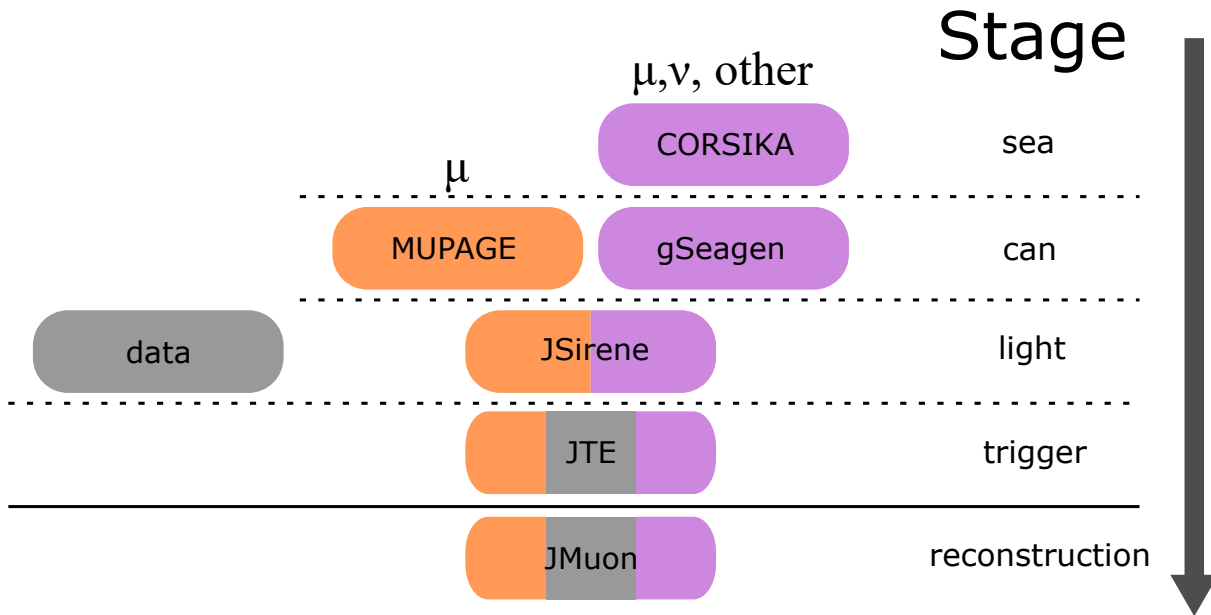 Stage
μ,ν, other
CORSIKA
sea
μ
MUPAGE
gSeagen
can
data
JSirene
light
JTE
trigger
JMuon
reconstruction